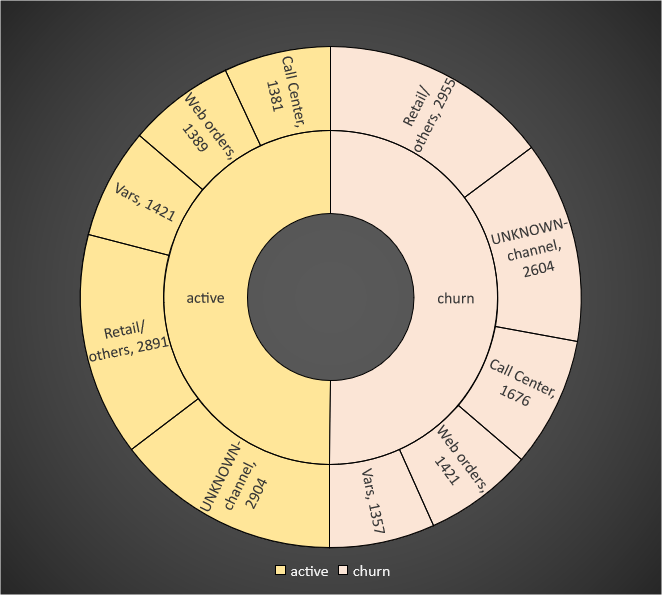 Call Center,
1381
Web orders,
1389
Vars, 1421
Retail/
others, 2891
UNKNOWN-
channel,
2904
active
Retail/
others, 2955
UNKNOWN-
channel,
2604
Call Center,
1676
Web orders,
1421
Vars, 1357
churn
active churn